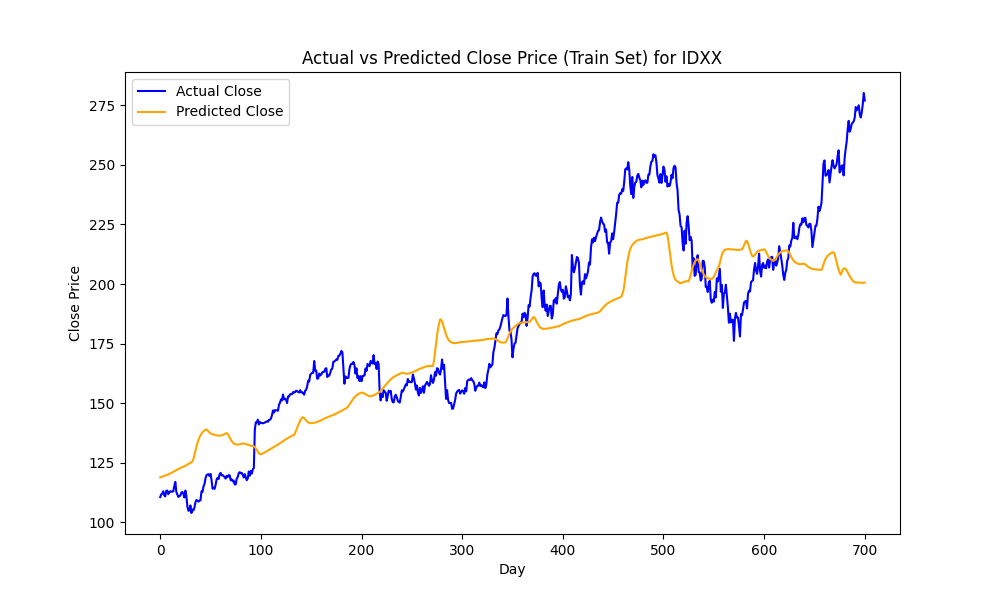 Actual vs Predicted Close Price (Train Set) for IDXX
Actual Close
Predicted Close
Close Price
275
250
225
200
175
150
125
100
0 100 200 300 400 500 600 700
Day